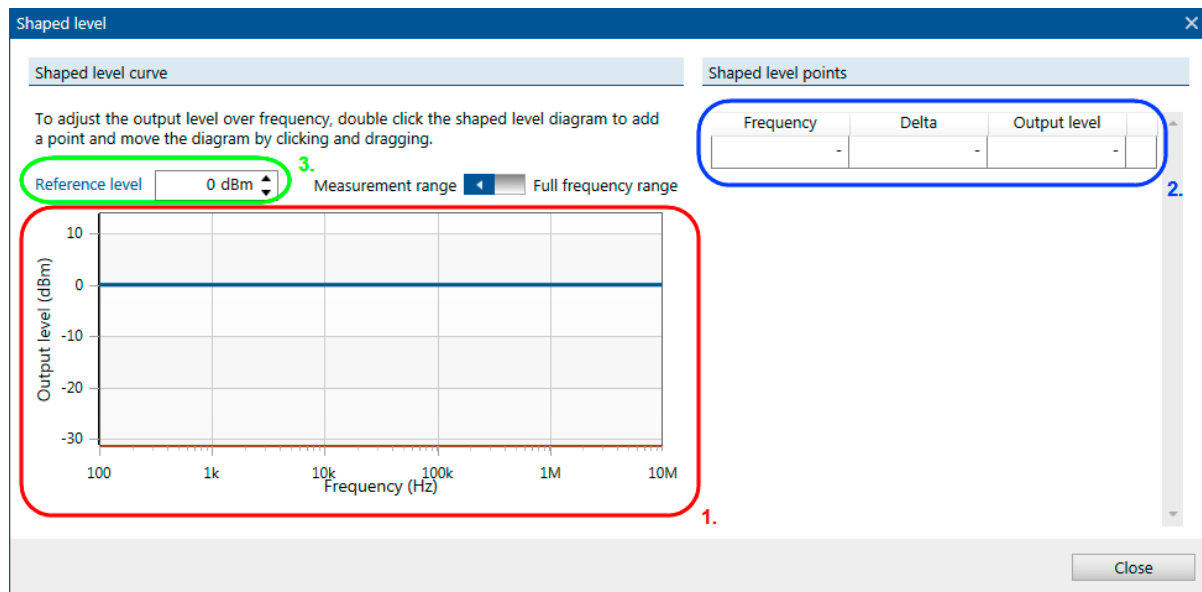 Shaped level
Shaped level curve
To adjust the output level over frequency, double click the shaped level diagram to add
a point and move the diagram by clicking and dragging.
3.
Reference level 0 dBm Measurement range Full frequency range
10
0
-10
-20
-30
Output level (dBm)
100 1k 10k 100k 1M 10M
Frequency (Hz)
1.
Shaped level points
Frequency Delta Output level
- - -
2.
Close